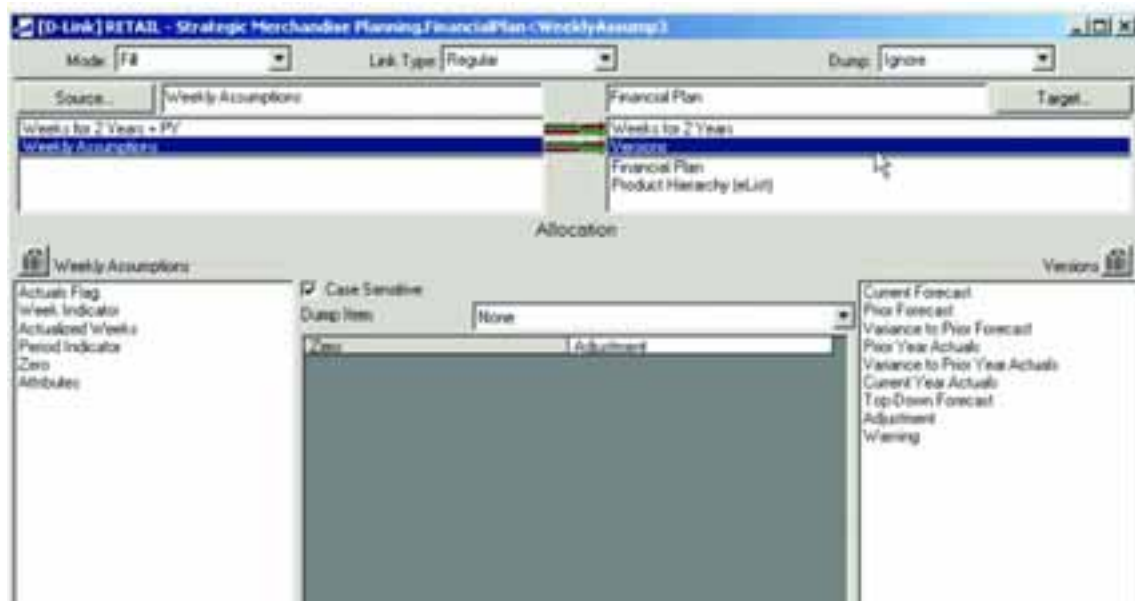 [D-Link] RETAIL - Strategic Merchandise Planning.FinancialPlan<WeeklyAssump3
Mode: Fill Link Type: Regular Dump: Ignore
Source... Weekly Assumptions Financial Plan Target...
Weeks for 2 Years + PY Weeks for 2 Years
Weekly Assumptions Versions
Financial Plan
Product Hierarchy (eList)
Allocation
Weekly Assumptions Versions
Actuals Flag Case Sensitive Current Forecast
Week Indicator Dump Item: None Prior Forecast
Actualized Weeks Variance to Prior Forecast
Period Indicator Zero Adjustment Prior Year Actuals
Zero Variance to Prior Year Actuals
Attributes Current Year Actuals
Top-Down Forecast
Adjustment
Warning